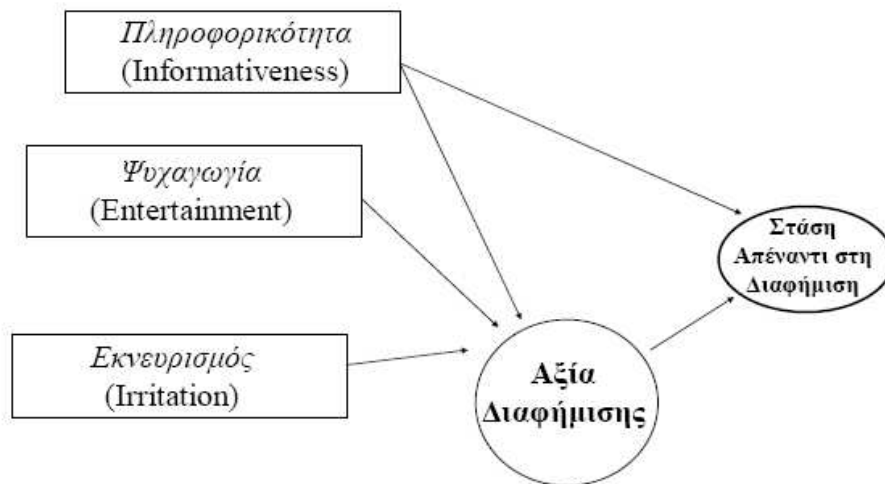 Πληροφορικότητα
(Informativeness)
Ψυχαγωγία
(Entertainment)
Στάση
Απέναντι στη
Διαφήμιση
Εκνευρισμός
(Irritation)
Αξία
Διαφήμισης